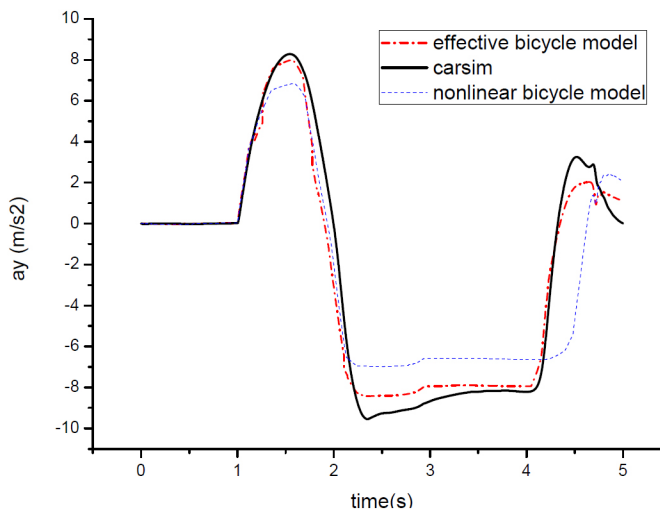 effective bicycle model
carsim
nonlinear bicycle model
10
8
6
4
2
0
-2
-4
-6
-8
-10
ay (m/s2)
0 1 2 3 4 5
time(s)